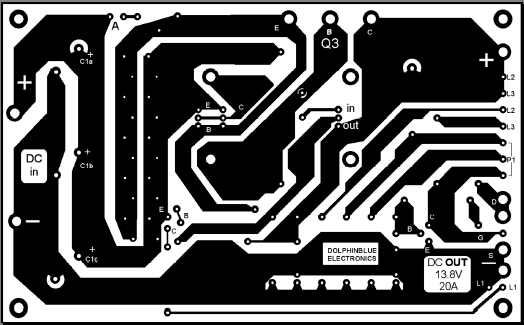 A
E
B
C
Q3
C1a
+
+
+
L2
L3
E
C
B
in
out
L2
L3
P1
DC
in
C1b
+
D
E
B
C
C
B
E
G
−
C1c
+
DOLPHINBLUE
ELECTRONICS
DC OUT
13.8V
20A
S
−
L1
L1